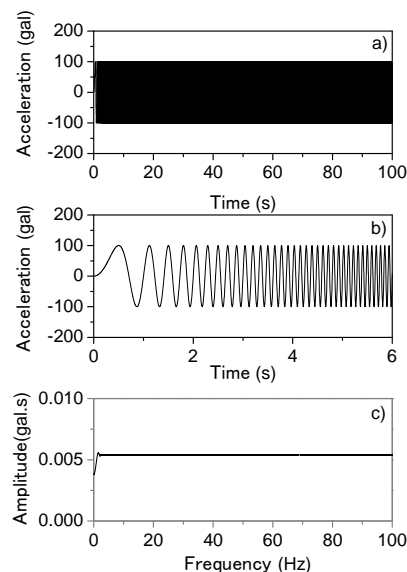 a)
Acceleration (gal)
200
100
0
-100
-200
0 20 40 60 80 100
Time (s)
b)
Acceleration (gal)
200
100
0
-100
-200
0 2 4 6
Time (s)
c)
Amplitude(gal.s)
0.010
0.005
0.000
0 20 40 60 80 100
Frequency (Hz)